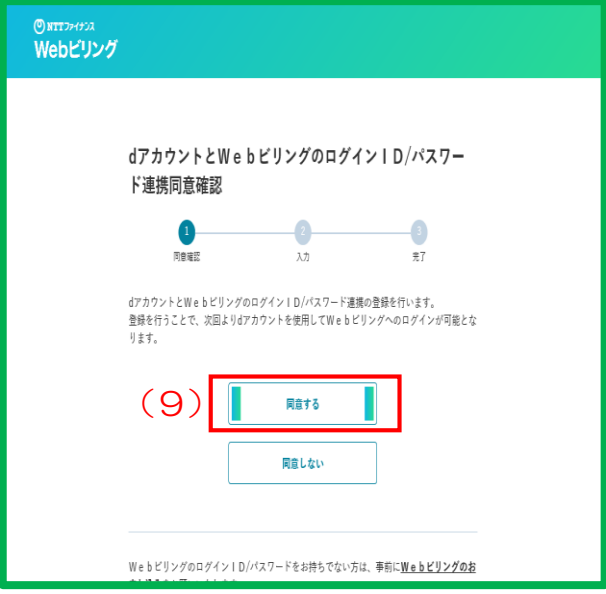 NTTファイナンス
Webビリング
dアカウントとＷｅｂビリングのログインＩＤ/パスワー
ド連携同意確認
1
2
3
同意確認
入力
完了
dアカウントとＷｅｂビリングのログインＩＤ/パスワード連携の登録を行います。
登録を行うことで、次回よりdアカウントを使用してＷｅｂビリングへのログインが可能とな
ります。
（９）
同意する
同意しない
ＷｅｂビリングのログインＩＤ/パスワードをお持ちでない方は、事前にＷｅｂビリングのお